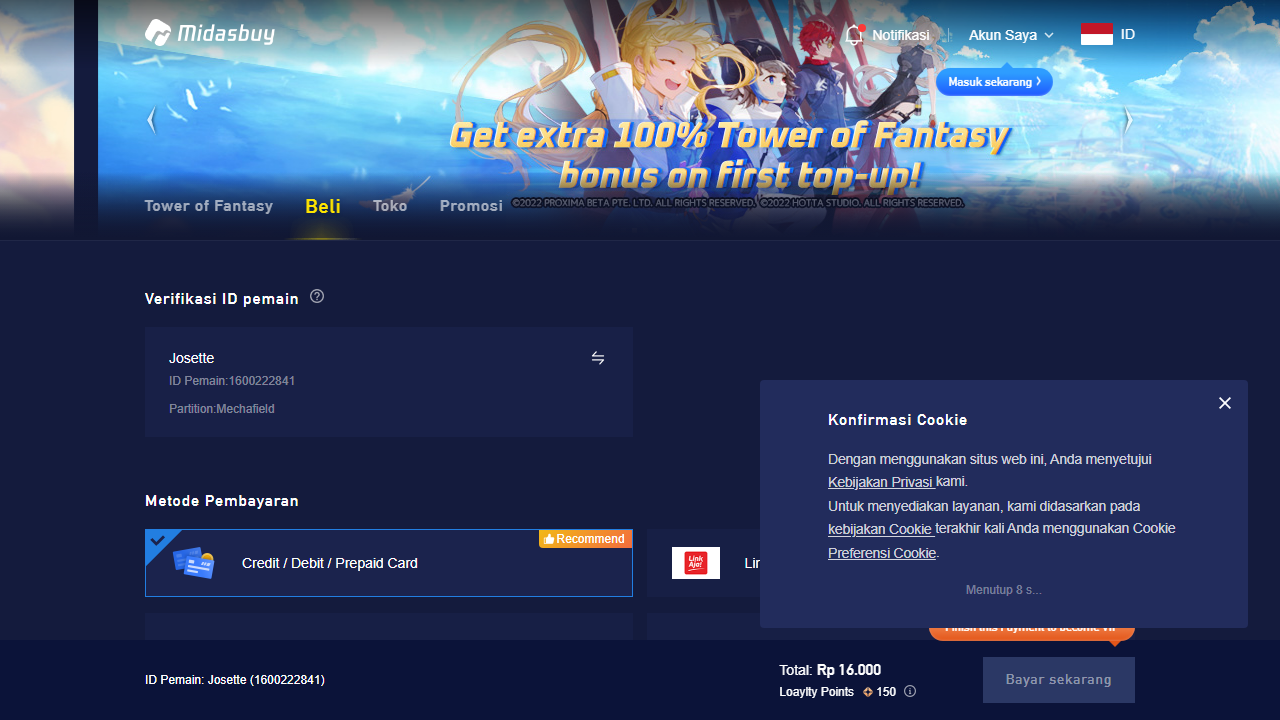 Midasbuy
Notifikasi
Akun Saya
ID
Masuk sekarang
Get extra 100% Tower of Fantasy
bonus on first top-up!
©2022 PROXIMA BETA PTE. LTD. ALL RIGHTS RESERVED. ©2022 HOTTA STUDIO. ALL RIGHTS RESERVED.
Tower of Fantasy
Beli
Toko
Promosi
Verifikasi ID pemain
Josette
ID Pemain:1600222841
Partition:Mechafield
Konfirmasi Cookie
Dengan menggunakan situs web ini, Anda menyetujui
Kebijakan Privasi kami.
Untuk menyediakan layanan, kami didasarkan pada
kebijakan Cookie terakhir kali Anda menggunakan Cookie
Preferensi Cookie.
Menutup 8 s...
Metode Pembayaran
Recommend
Credit / Debit / Prepaid Card
Link
Aja!
Finish this Payment to become VIP
ID Pemain: Josette (1600222841)
Total: Rp 16.000
Loaylty Points 150
Bayar sekarang